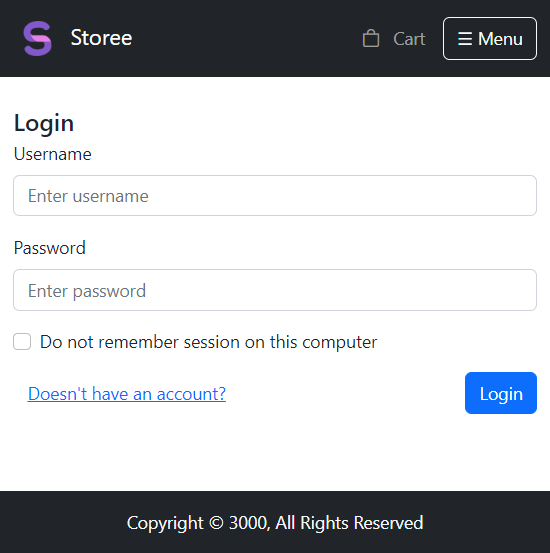 Storee
Cart
☰ Menu
Login
Username
Enter username
Password
Enter password
Do not remember session on this computer
Doesn't have an account?
Login
Copyright © 3000, All Rights Reserved